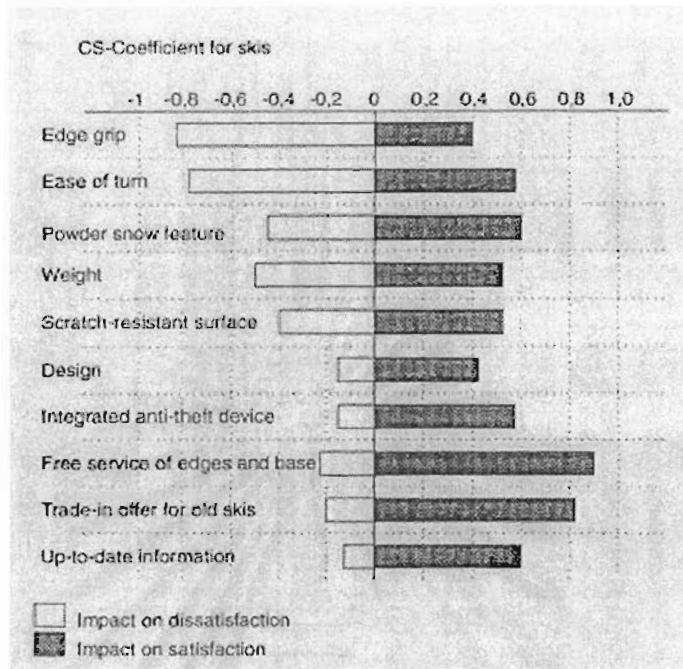 CS-Coefficient for skis
-1 -0,8 -0,6 -0,4 -0,2 0 0,2 0,4 0,6 0,8 1,0
Edge grip
Ease of turn
Powder snow feature
Weight
Scratch-resistant surface
Design
Integrated anti-theft device
Free service of edges and base
Trade-in offer for old skis
Up-to-date information
Impact on dissatisfaction
Impact on satisfaction